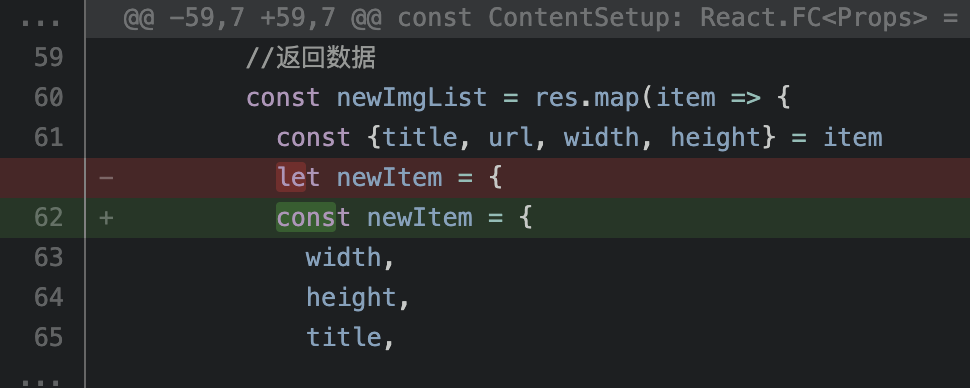 ... @@ -59,7 +59,7 @@ const ContentSetup: React.FC<Props> =
59 //返回数据
60 const newImgList = res.map(item => {
61 const {title, url, width, height} = item
- let newItem = {
62 + const newItem = {
63 width,
64 height,
65 title,
...